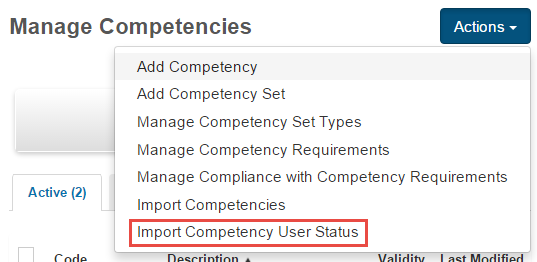 Manage Competencies
Actions
Add Competency
Add Competency Set
Manage Competency Set Types
Manage Competency Requirements
Manage Compliance with Competency Requirements
Import Competencies
Import Competency User Status
Active (2)
Code Description Validity Last Modified